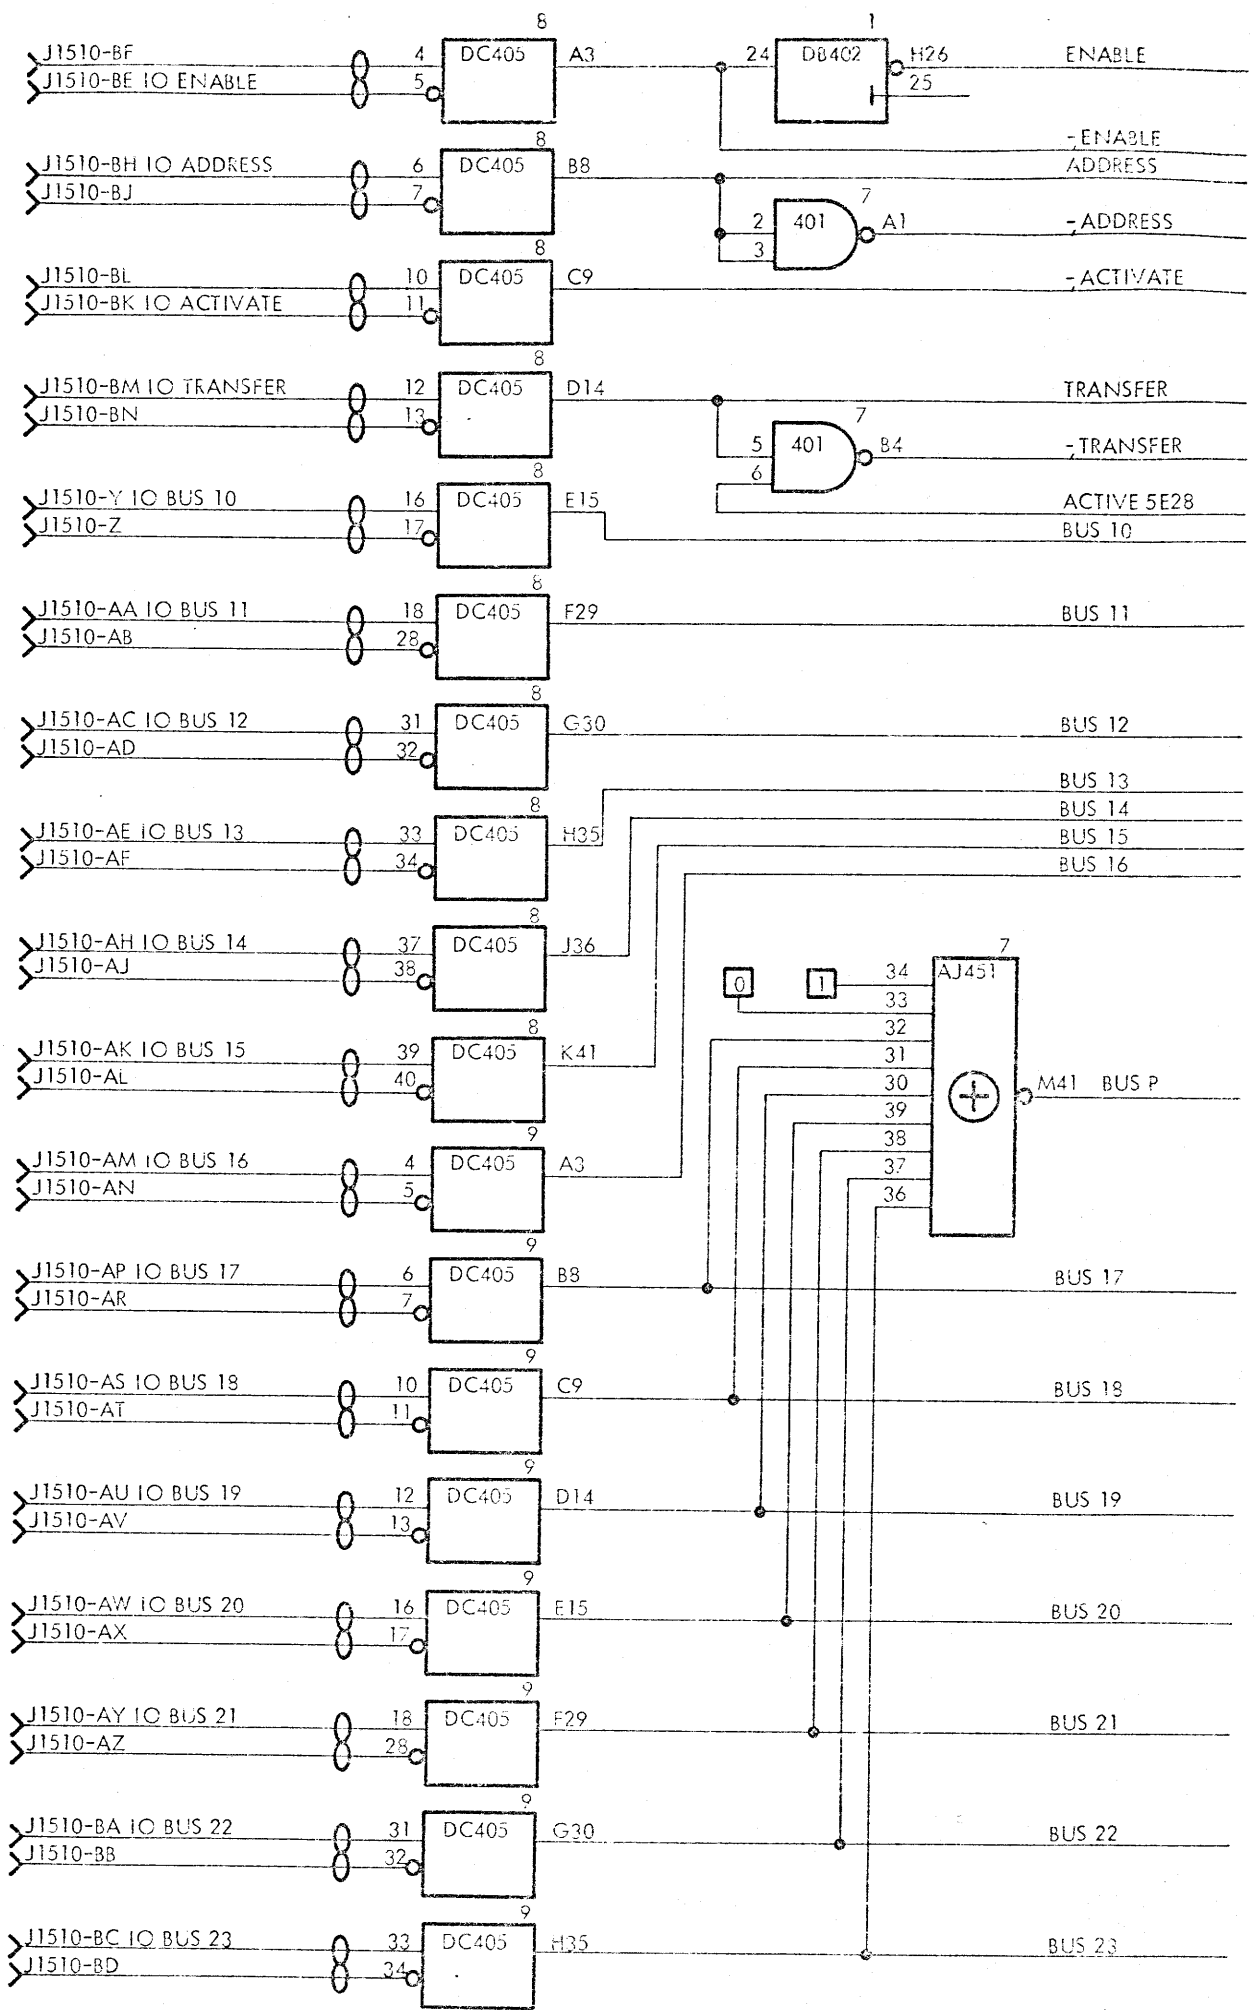 8 1
J1510-BF 4 DC405 A3 24 DB402 H26 ENABLE
J1510-BE IO ENABLE 5 25
-,ENABLE
8
J1510-BH IO ADDRESS 6 DC405 B8 ADDRESS
J1510-BJ 7 7
2 401 A1 -,ADDRESS
3
8
J1510-BL 10 DC405 C9 -,ACTIVATE
J1510-BK IO ACTIVATE 11
8
J1510-BM IO TRANSFER 12 DC405 D14 TRANSFER
J1510-BN 13 7
5 401 B4 -,TRANSFER
6
8
J1510-Y IO BUS 10 16 DC405 E15 ACTIVE 5E28
J1510-Z 17 BUS 10
8
J1510-AA IO BUS 11 18 DC405 F29 BUS 11
J1510-AB 28
8
J1510-AC IO BUS 12 31 DC405 G30 BUS 12
J1510-AD 32
BUS 13
8 BUS 14
J1510-AE IO BUS 13 33 DC405 H35 BUS 15
J1510-AF 34 BUS 16
8
J1510-AH IO BUS 14 37 DC405 J36 7
J1510-AJ 38 0 1 34 AJ451
33
8 32
J1510-AK IO BUS 15 39 DC405 K41 31
J1510-AL 40 30 M41 BUS P
39
9 38
J1510-AM IO BUS 16 4 DC405 A3 37
J1510-AN 5 36
9
J1510-AP IO BUS 17 6 DC405 B8 BUS 17
J1510-AR 7
9
J1510-AS IO BUS 18 10 DC405 C9 BUS 18
J1510-AT 11
9
J1510-AU IO BUS 19 12 DC405 D14 BUS 19
J1510-AV 13
9
J1510-AW IO BUS 20 16 DC405 E15 BUS 20
J1510-AX 17
9
J1510-AY IO BUS 21 18 DC405 F29 BUS 21
J1510-AZ 28
9
J1510-BA IO BUS 22 31 DC405 G30 BUS 22
J1510-BB 32
9
J1510-BC IO BUS 23 33 DC405 H35 BUS 23
J1510-BD 34